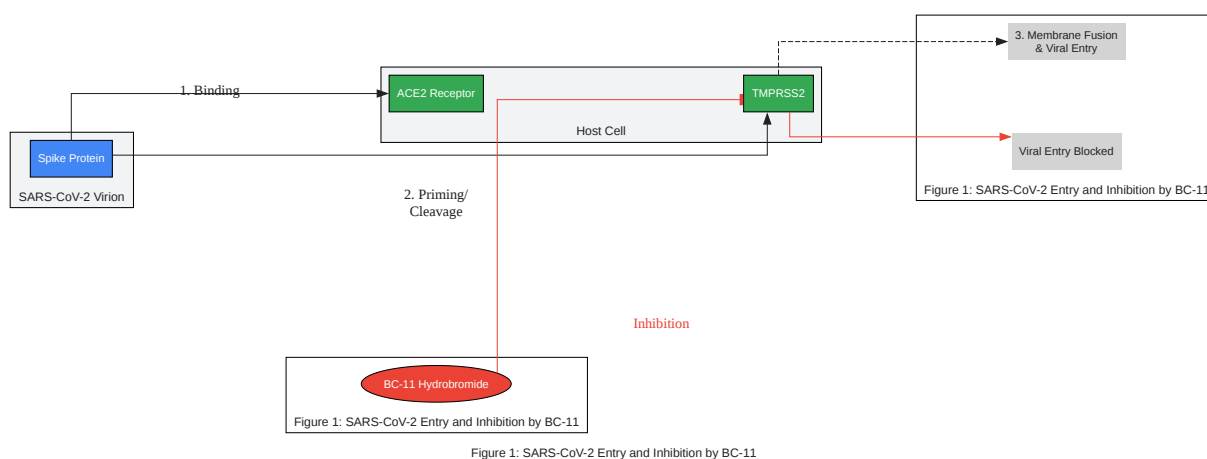 3. Membrane Fusion
& Viral Entry
ACE2 Receptor
TMPRSS2
1. Binding
Host Cell
Viral Entry Blocked
Spike Protein
SARS-CoV-2 Virion
Figure 1: SARS-CoV-2 Entry and Inhibition by BC-11
2. Priming/
Cleavage
Inhibition
BC-11 Hydrobromide
Figure 1: SARS-CoV-2 Entry and Inhibition by BC-11
Figure 1: SARS-CoV-2 Entry and Inhibition by BC-11